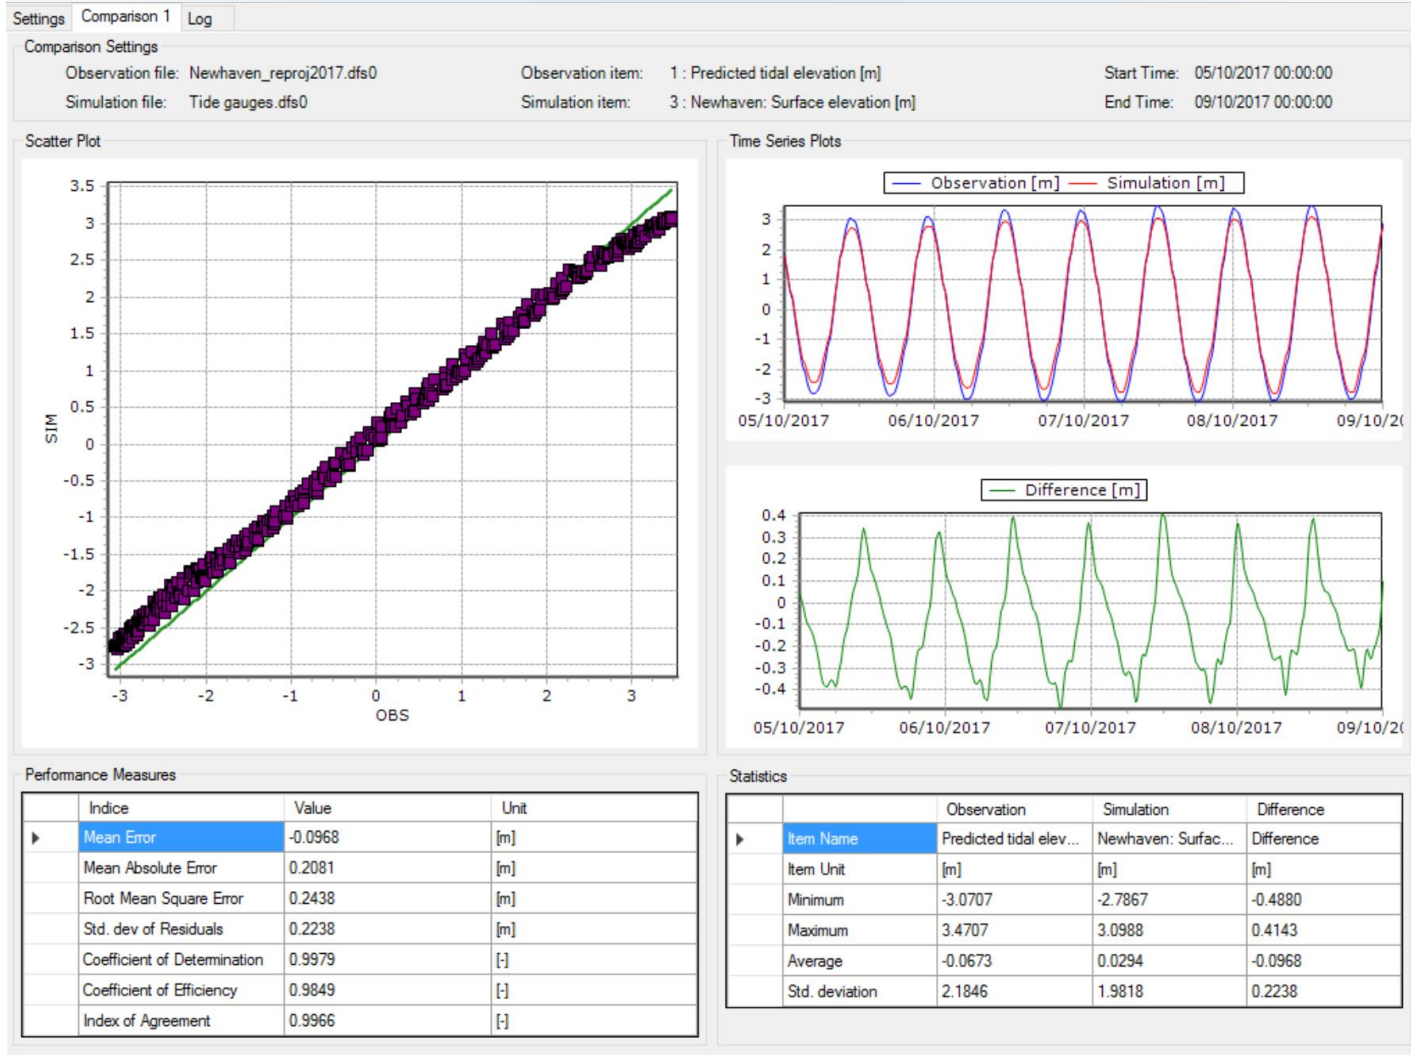 Settings Comparison 1 Log
Comparison Settings
Observation file: Newhaven_reproj2017.dfs0 Observation item: 1 : Predicted tidal elevation [m] Start Time: 05/10/2017 00:00:00
Simulation file: Tide gauges.dfs0 Simulation item: 3 : Newhaven: Surface elevation [m] End Time: 09/10/2017 00:00:00
Scatter Plot
3.5
3
2.5
2
1.5
1
0.5
0
-0.5
-1
-1.5
-2
-2.5
-3
SIM
-3 -2 -1 0 1 2 3
OBS
Time Series Plots
Observation [m] Simulation [m]
3
2
1
0
-1
-2
-3
05/10/2017 06/10/2017 07/10/2017 08/10/2017 09/10/20
Difference [m]
0.4
0.3
0.2
0.1
0
-0.1
-0.2
-0.3
-0.4
05/10/2017 06/10/2017 07/10/2017 08/10/2017 09/10/20
Performance Measures
Indice Value Unit
Mean Error -0.0968 [m]
Mean Absolute Error 0.2081 [m]
Root Mean Square Error 0.2438 [m]
Std. dev of Residuals 0.2238 [m]
Coefficient of Determination 0.9979 [-]
Coefficient of Efficiency 0.9849 [-]
Index of Agreement 0.9966 [-]
Statistics
Observation Simulation Difference
Item Name Predicted tidal elev... Newhaven: Surfac... Difference
Item Unit [m] [m] [m]
Minimum -3.0707 -2.7867 -0.4880
Maximum 3.4707 3.0988 0.4143
Average -0.0673 0.0294 -0.0968
Std. deviation 2.1846 1.9818 0.2238